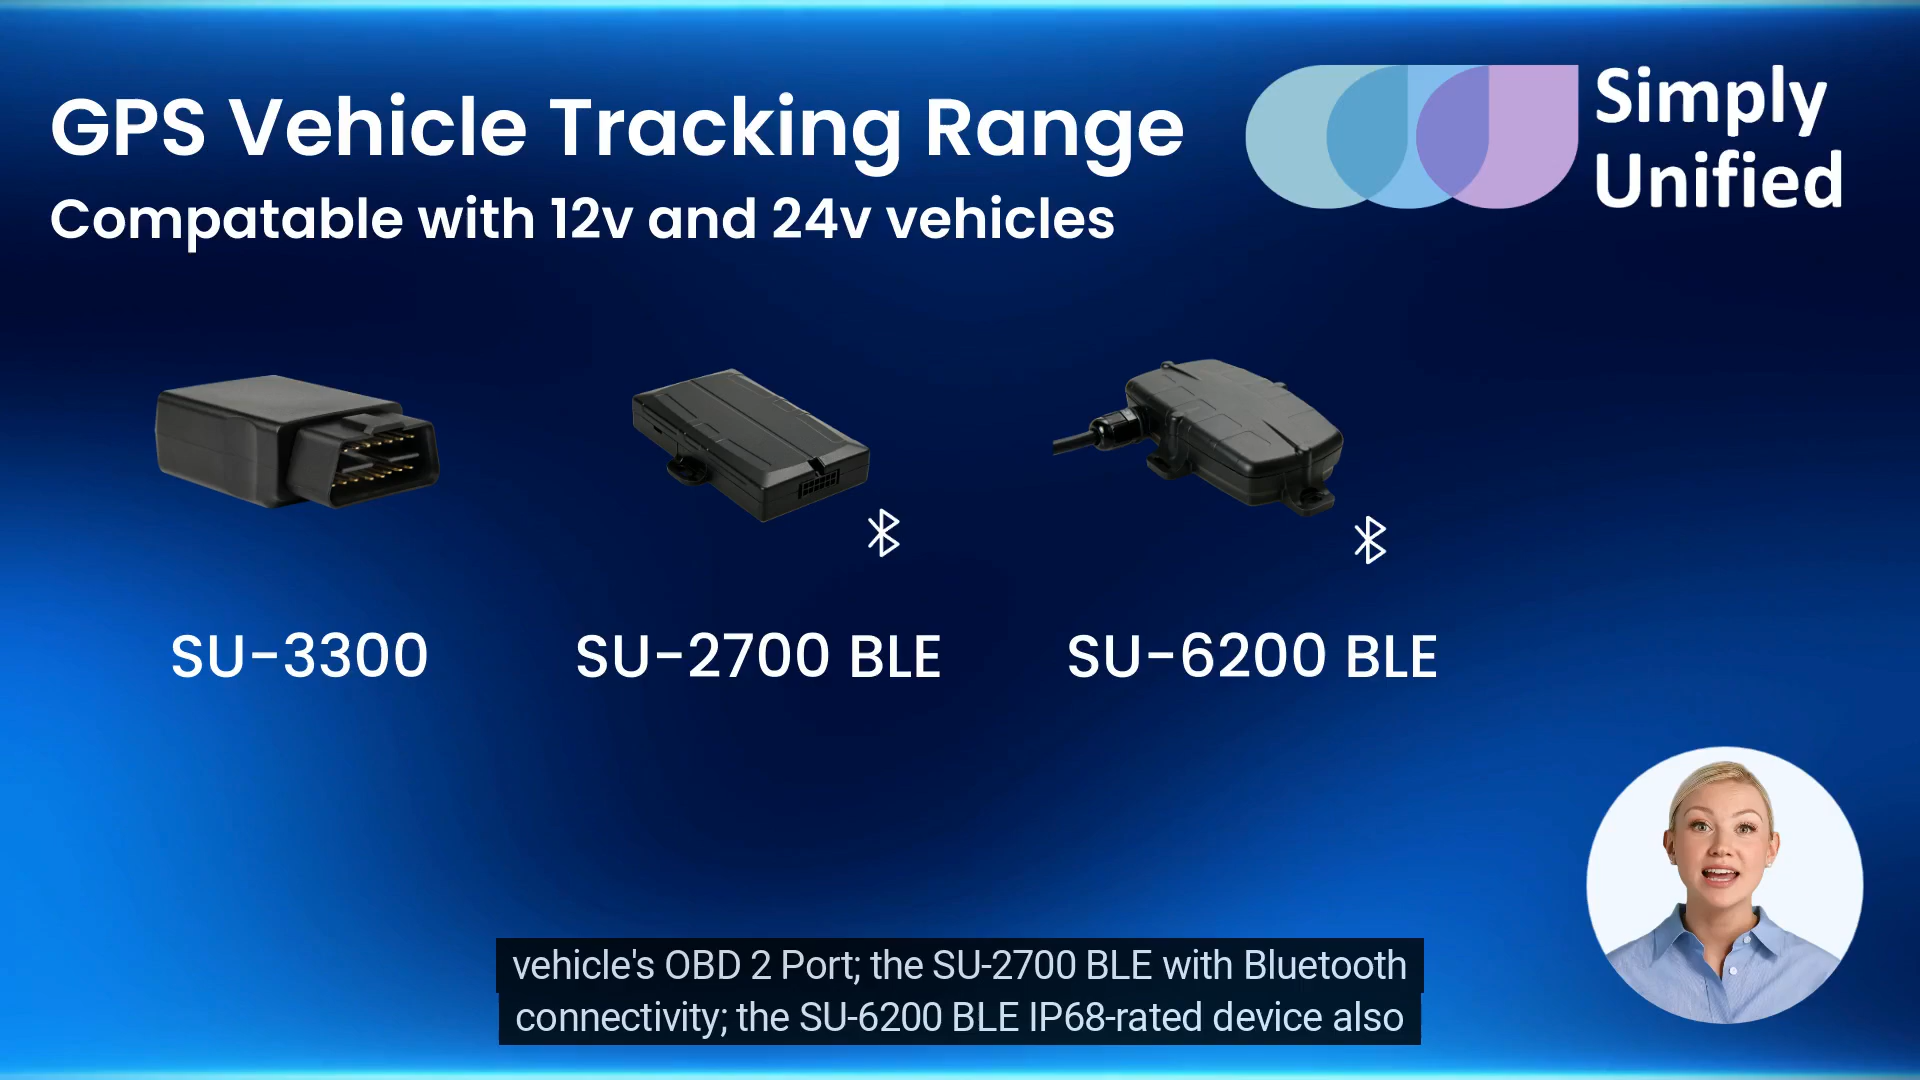 GPS Vehicle Tracking Range
Compatable with 12v and 24v vehicles
Simply
Unified
SU-3300
SU-2700 BLE
SU-6200 BLE
vehicle's OBD 2 Port; the SU-2700 BLE with Bluetooth
connectivity; the SU-6200 BLE IP68-rated device also